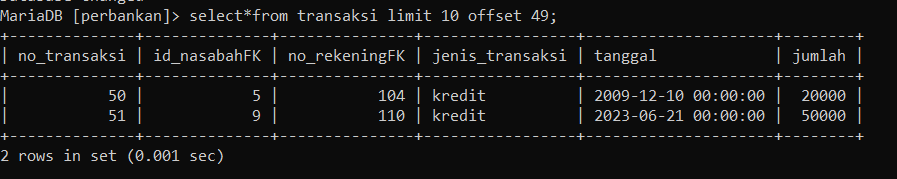 MariaDB [perbankan]> select*from transaksi limit 10 offset 49;
+--------------+--------------+---------------+-----------------+---------------------+--------+
| no_transaksi | id_nasabahFK | no_rekeningFK | jenis_transaksi | tanggal             | jumlah |
+--------------+--------------+---------------+-----------------+---------------------+--------+
|           50 |            5 |           104 | kredit          | 2009-12-10 00:00:00 |  20000 |
|           51 |            9 |           110 | kredit          | 2023-06-21 00:00:00 |  50000 |
+--------------+--------------+---------------+-----------------+---------------------+--------+
2 rows in set (0.001 sec)